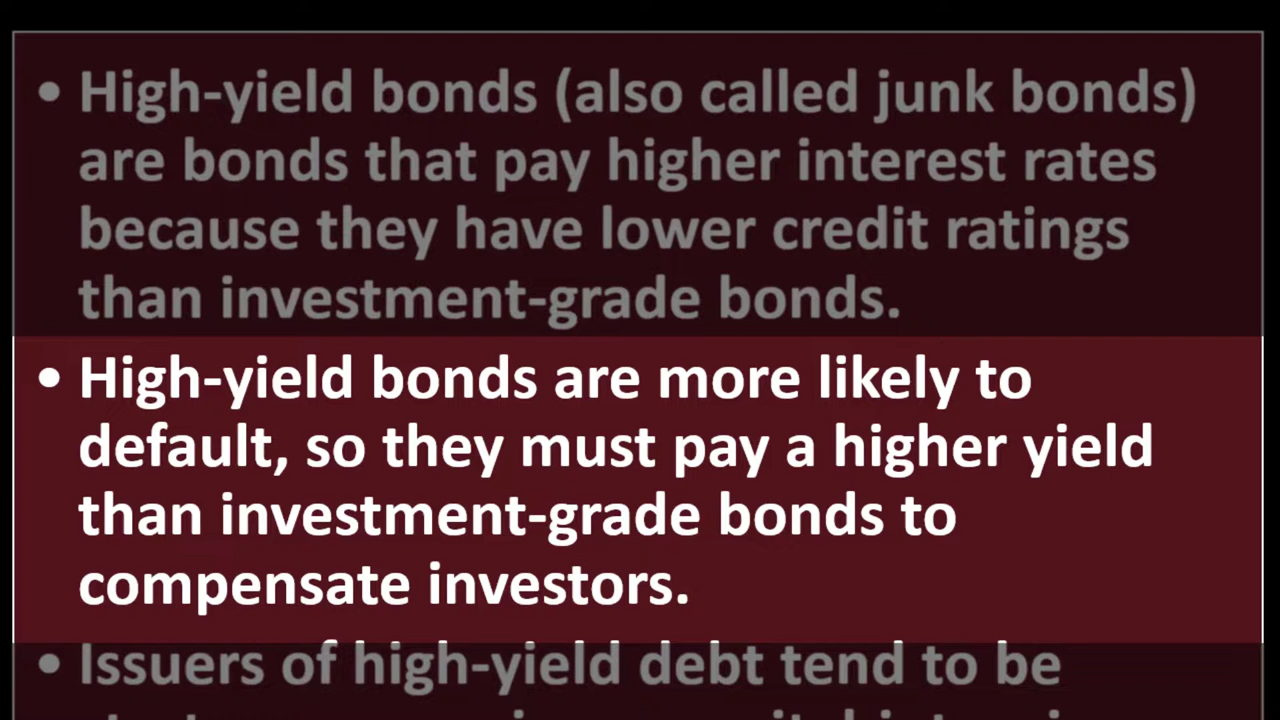 • High-yield bonds (also called junk bonds)
are bonds that pay higher interest rates
because they have lower credit ratings
than investment-grade bonds.
• High-yield bonds are more likely to
default, so they must pay a higher yield
than investment-grade bonds to
compensate investors.
• Issuers of high-yield debt tend to be